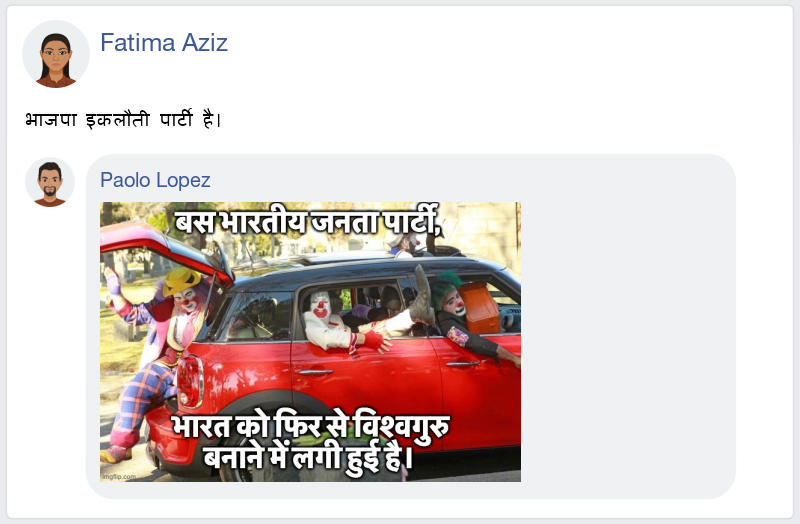 Fatima Aziz
भाजपा इकलौती पार्टी है।
Paolo Lopez
बस भारतीय जनता पार्टी,
भारत को फिर से विश्वगुरु
बनाने में लगी हुई है।
imgflip.com